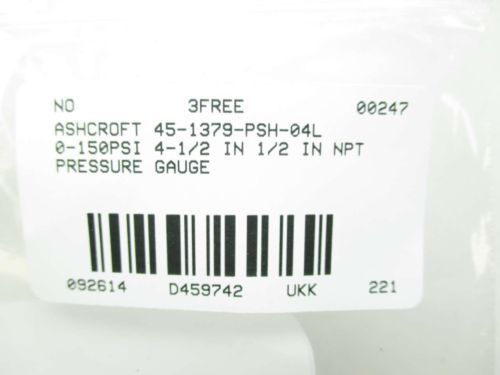 NO 3FREE 00247
ASHCROFT 45-1379-PSH-04L
0-150PSI 4-1/2 IN 1/2 IN NPT
PRESSURE GAUGE
092614 D459742 UKK 221